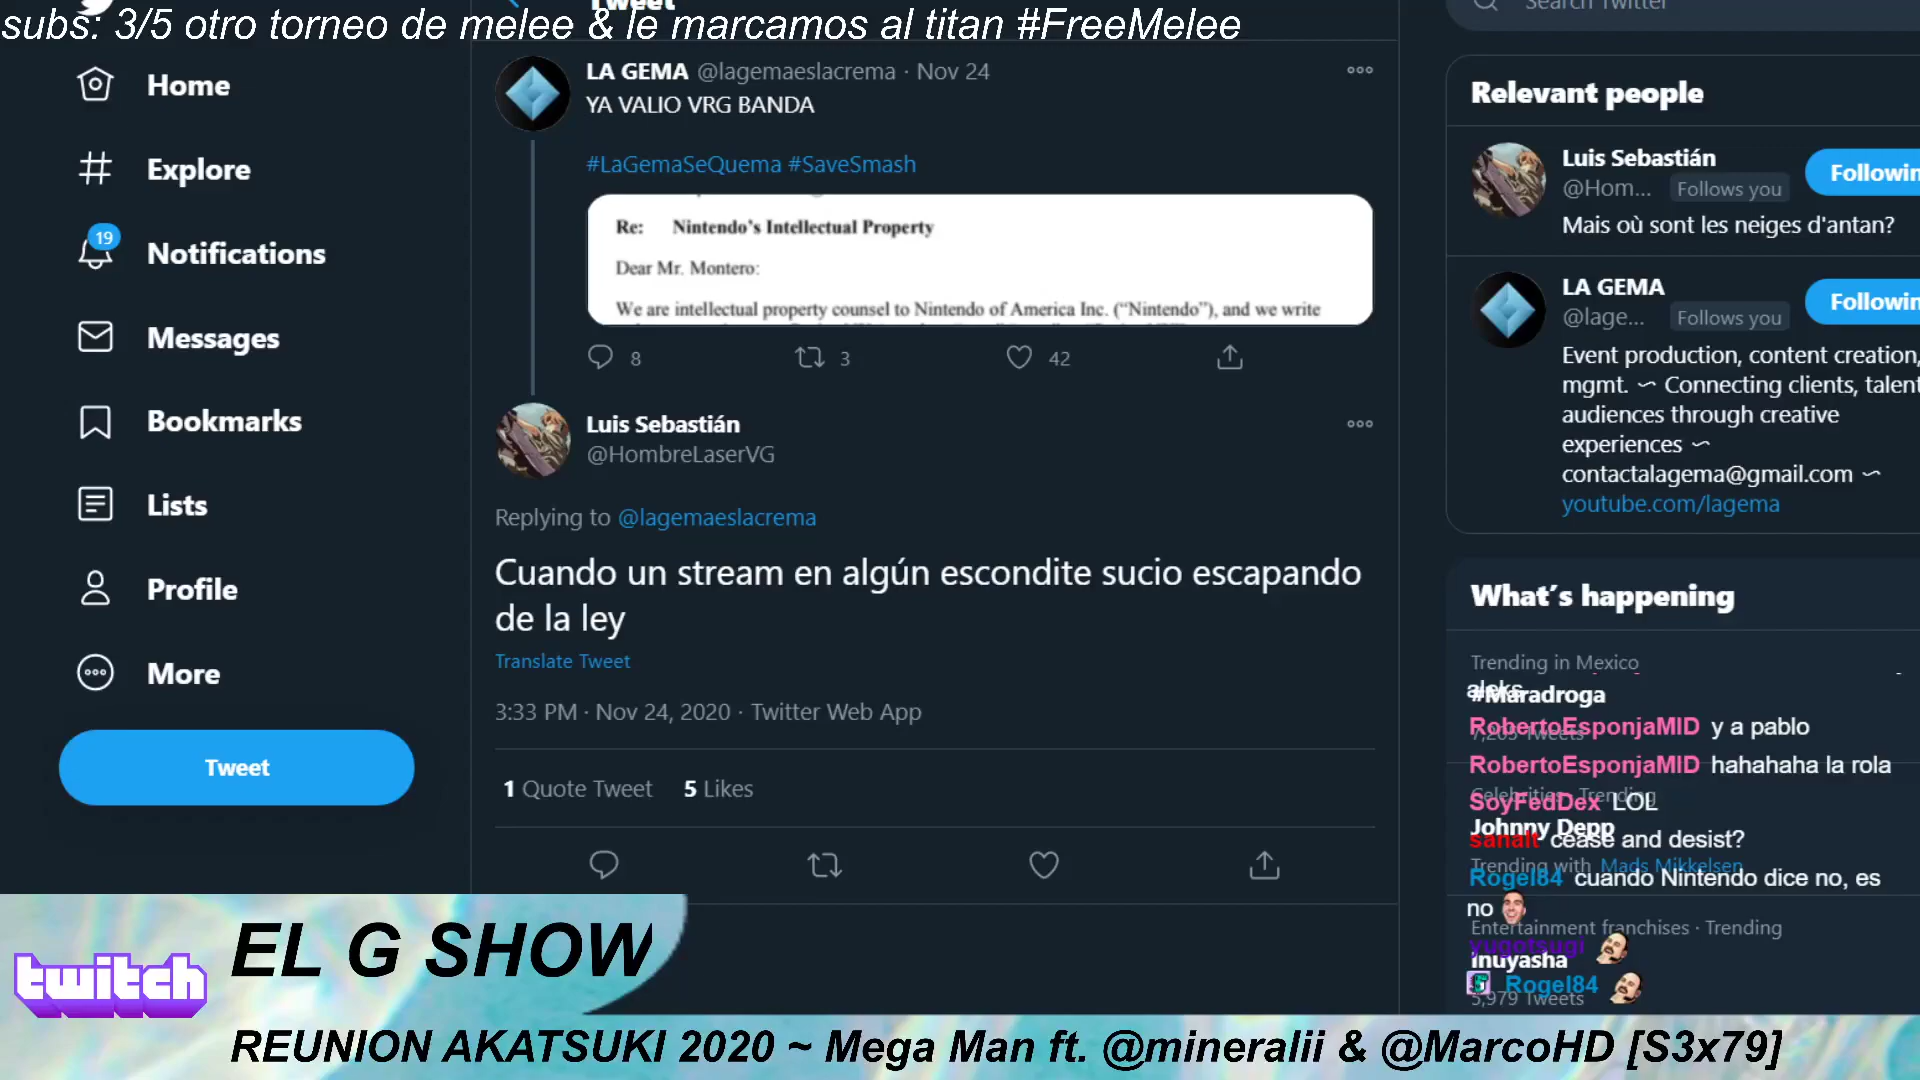 subs: 3/5 otro torneo de melee & le marcamos al titan #FreeMelee
Tweet
Search Twitter
Home
Explore
19
Notifications
Messages
Bookmarks
Lists
Profile
More
Tweet
LA GEMA @lagemaeslacrema · Nov 24
YA VALIO VRG BANDA
#LaGemaSeQuema #SaveSmash
Re: Nintendo's Intellectual Property
Dear Mr. Montero:
We are intellectual property counsel to Nintendo of America Inc. ("Nintendo"), and we write
8 3 42
Luis Sebastián
@HombreLaserVG
Replying to @lagemaeslacrema
Cuando un stream en algún escondite sucio escapando
de la ley
Translate Tweet
3:33 PM · Nov 24, 2020 · Twitter Web App
1 Quote Tweet 5 Likes
Relevant people
Luis Sebastián
@Hom... Follows you
Followin
Mais où sont les neiges d'antan?
LA GEMA
@lage... Follows you
Followin
Event production, content creation,
mgmt. ~ Connecting clients, talent
audiences through creative
experiences ~
contactalagema@gmail.com ~
youtube.com/lagema
What's happening
Trending in Mexico
aleks
#Maradroga
RobertoEsponjaMID y a pablo
7,205 Tweets
RobertoEsponjaMID hahahaha la rola
Celebrities · Trending
SoyFedDex LOL
Johnny Depp
sanalt cease and desist?
Trending with Mads Mikkelsen
Rogel84 cuando Nintendo dice no, es
no
Entertainment franchises · Trending
yugotsugi
Inuyasha
Rogel84
5,979 Tweets
twitch
EL G SHOW
REUNION AKATSUKI 2020 ~ Mega Man ft. @mineralii & @MarcoHD [S3x79]